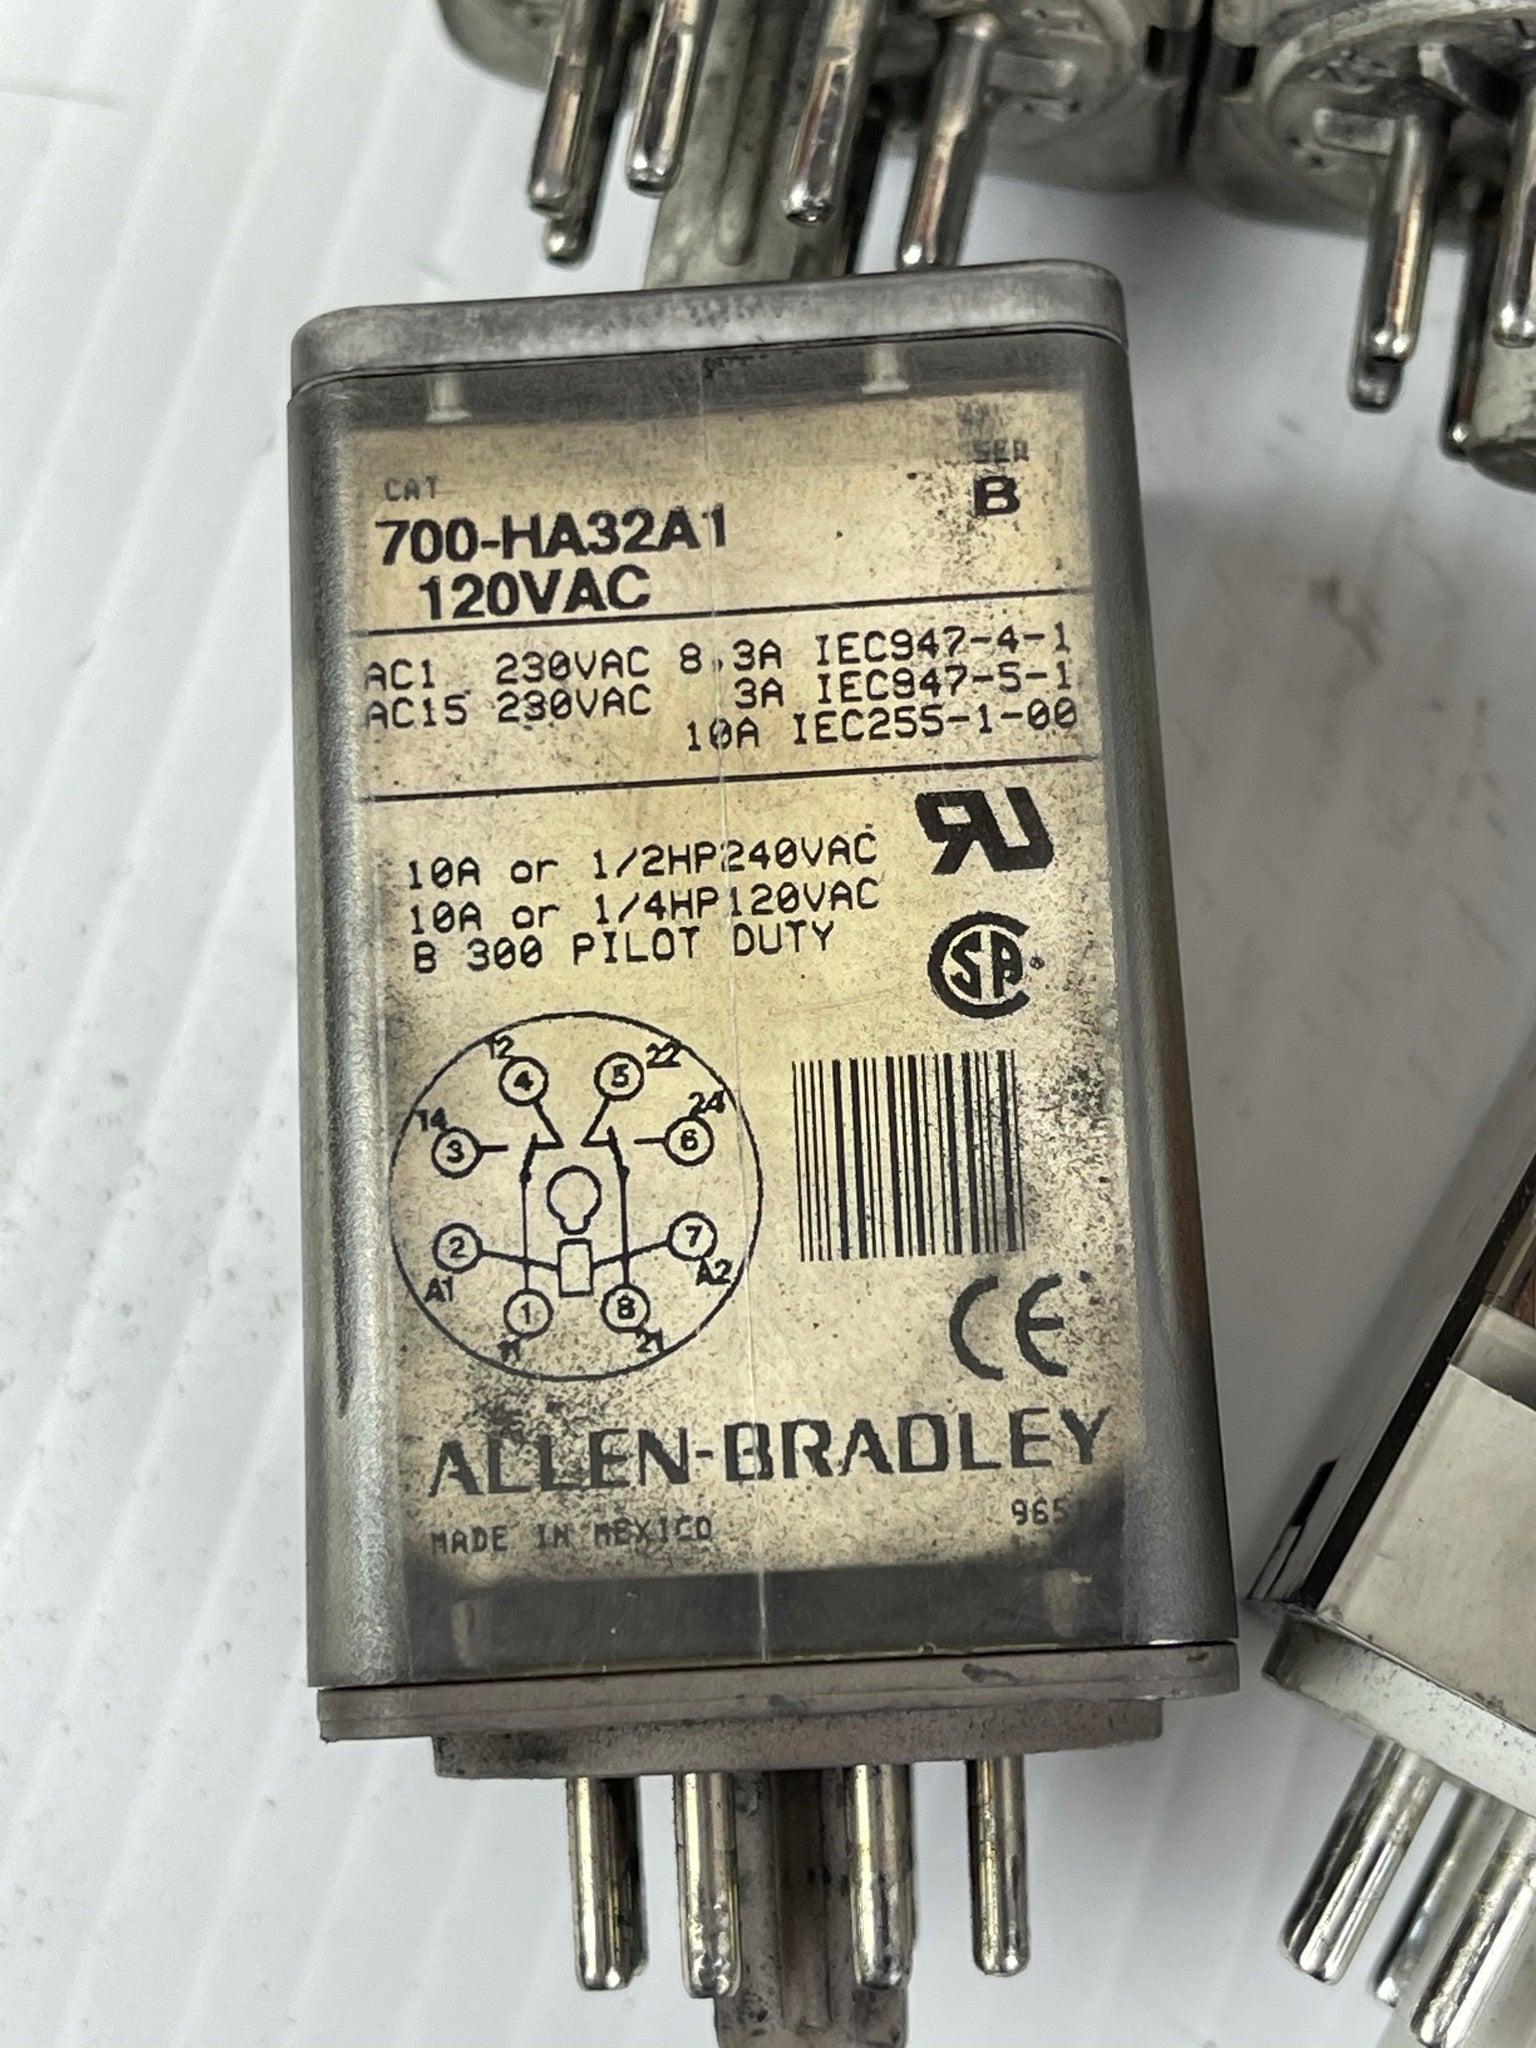 CAT
SER
700-HA32A1
B
120VAC
AC1 230VAC 8.3A IEC947-4-1
AC15 230VAC 3A IEC947-5-1
10A IEC255-1-00
10A or 1/2HP240VAC
10A or 1/4HP120VAC
B 300 PILOT DUTY
RU
SA
12
4
5
22
14
3
24
6
2
A1
7
A2
1
11
8
21
CE
ALLEN-BRADLEY
MADE IN MEXICO